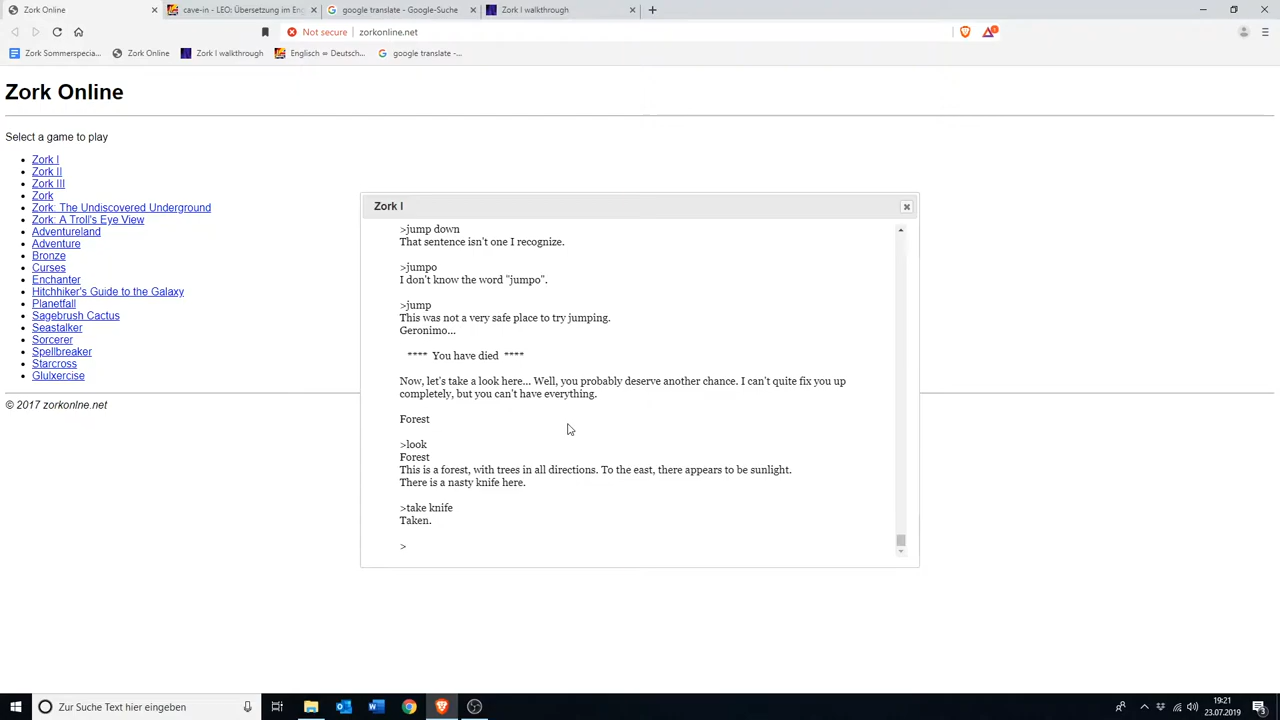 Zork Online
cave-in - LEO: Übersetzung im Eng
google translate - Google-Suche
Zork I walkthrough
Not secure
zorkonline.net
Zork Sommerspecia...
Zork Online
Zork I walkthrough
Englisch ⇔ Deutsch...
google translate -...
Zork Online
Select a game to play
Zork I
Zork II
Zork III
Zork
Zork: The Undiscovered Underground
Zork: A Troll's Eye View
Adventureland
Adventure
Bronze
Curses
Enchanter
Hitchhiker's Guide to the Galaxy
Planetfall
Sagebrush Cactus
Seastalker
Sorcerer
Spellbreaker
Starcross
Glulxercise
© 2017 zorkonlne.net
Zork I
>jump down
That sentence isn't one I recognize.
>jumpo
I don't know the word "jumpo".
>jump
This was not a very safe place to try jumping.
Geronimo...
**** You have died ****
Now, let's take a look here... Well, you probably deserve another chance. I can't quite fix you up
completely, but you can't have everything.
Forest
>look
Forest
This is a forest, with trees in all directions. To the east, there appears to be sunlight.
There is a nasty knife here.
>take knife
Taken.
>
Zur Suche Text hier eingeben
19:21
23.07.2019